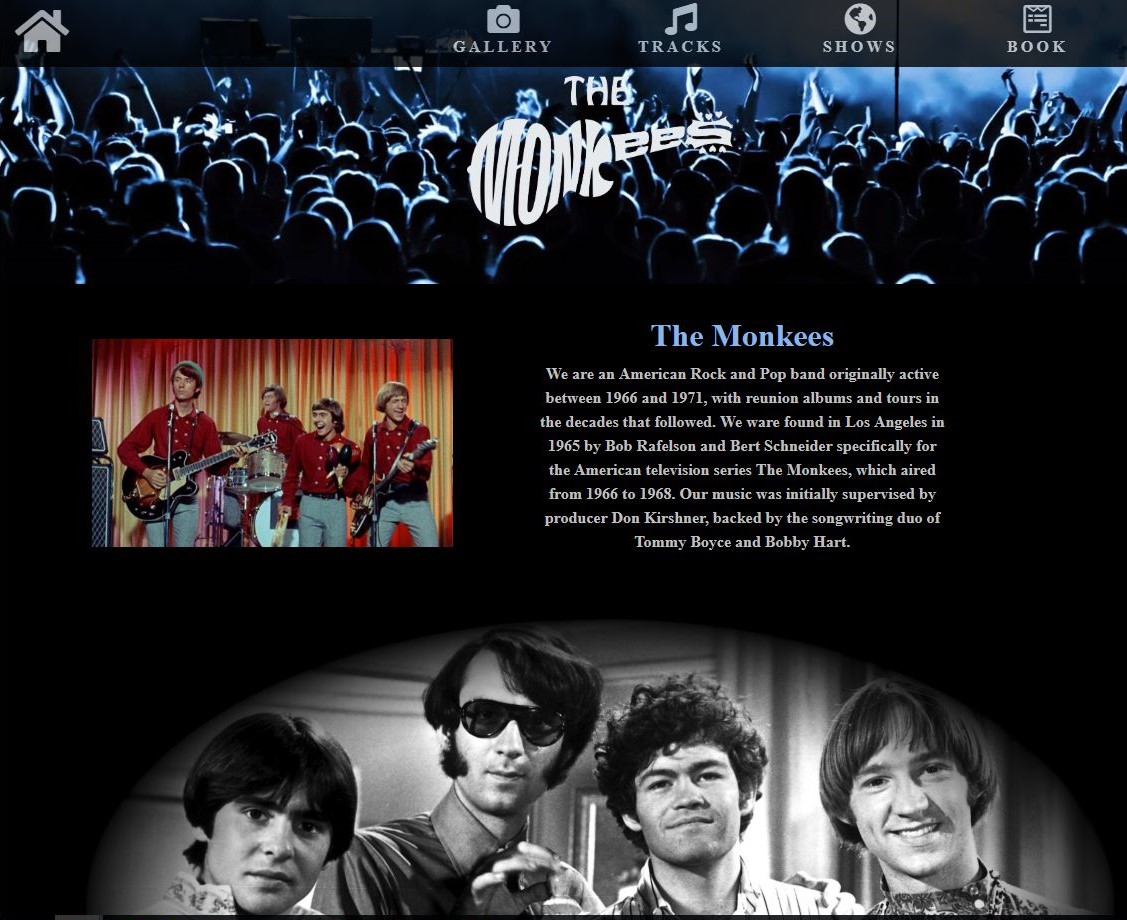 GALLERY TRACKS SHOWS BOOK
THE
MONKEES
The Monkees
We are an American Rock and Pop band originally active
between 1966 and 1971, with reunion albums and tours in
the decades that followed. We ware found in Los Angeles in
1965 by Bob Rafelson and Bert Schneider specifically for
the American television series The Monkees, which aired
from 1966 to 1968. Our music was initially supervised by
producer Don Kirshner, backed by the songwriting duo of
Tommy Boyce and Bobby Hart.